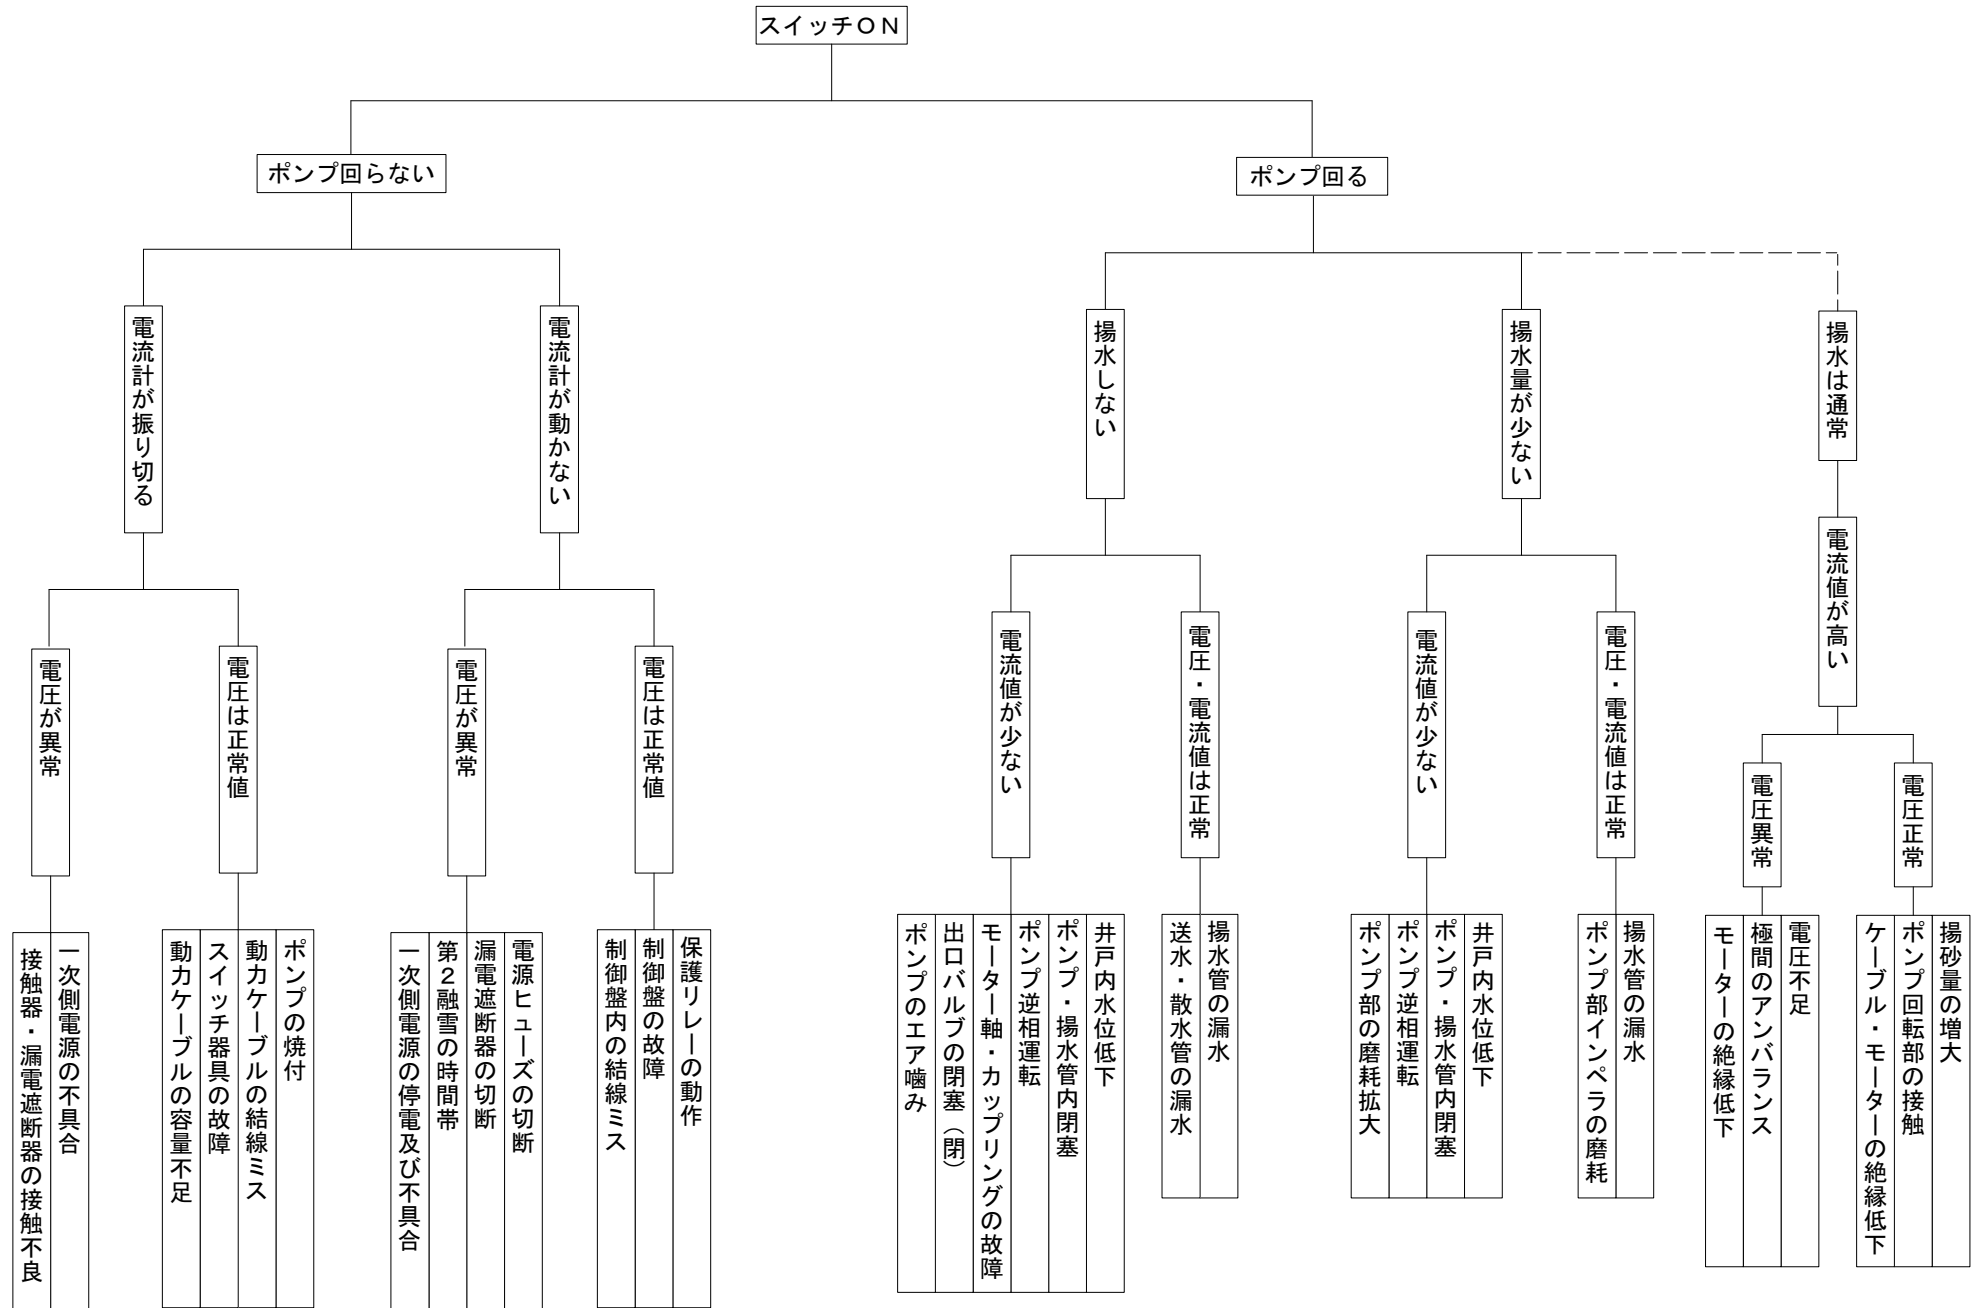 スイッチＯＮ
ポンプ回らない
ポンプ回る
電流計が振り切る
電流計が動かない
揚水しない
揚水量が少ない
揚水は通常
電流値が高い
電圧が異常
電圧は正常値
電圧が異常
電圧は正常値
電流値が少ない
電圧・電流値は正常
電流値が少ない
電圧・電流値は正常
電圧異常
電圧正常
接触器・漏電遮断器の接触不良
一次側電源の不具合
動力ケーブルの容量不足
スイッチ器具の故障
動力ケーブルの結線ミス
ポンプの焼付
一次側電源の停電及び不具合
第２融雪の時間帯
漏電遮断器の切断
電源ヒューズの切断
制御盤内の結線ミス
制御盤の故障
保護リレーの動作
ポンプのエア噛み
出口バルブの閉塞（閉）
モーター軸・カップリングの故障
ポンプ逆相運転
ポンプ・揚水管内閉塞
井戸内水位低下
送水・散水管の漏水
揚水管の漏水
ポンプ部の磨耗拡大
ポンプ逆相運転
ポンプ・揚水管内閉塞
井戸内水位低下
ポンプ部インペラの磨耗
揚水管の漏水
モーターの絶縁低下
極間のアンバランス
電圧不足
ケーブル・モーターの絶縁低下
ポンプ回転部の接触
揚砂量の増大